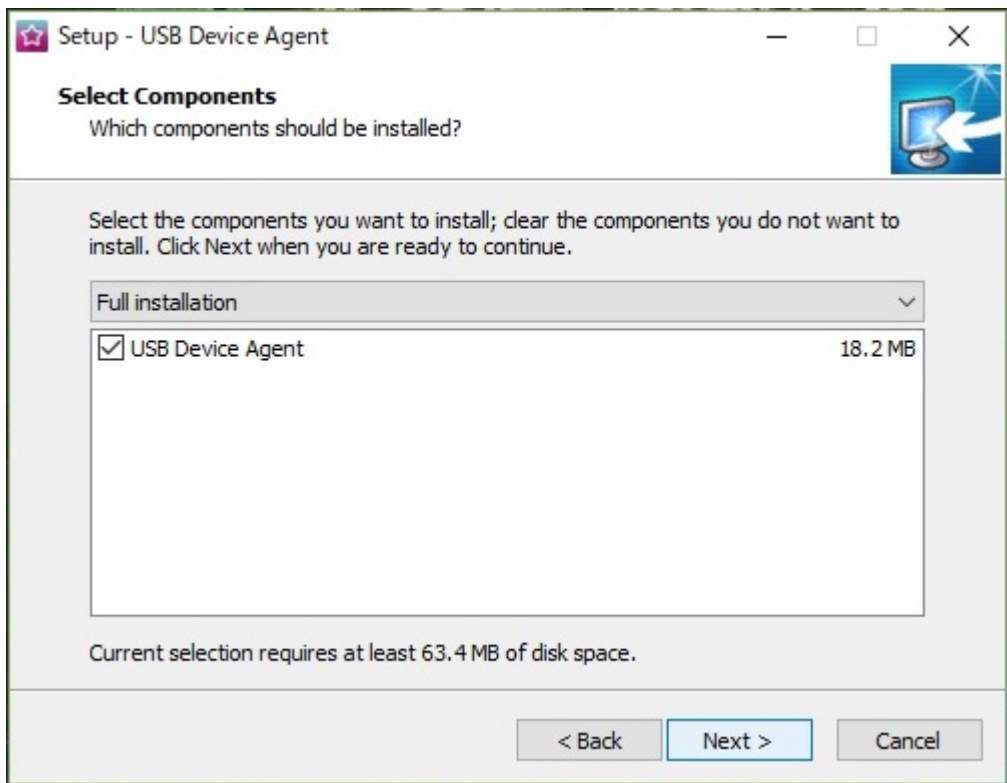 Setup - USB Device Agent
Select Components
Which components should be installed?
Select the components you want to install; clear the components you do not want to
install. Click Next when you are ready to continue.
Full installation
USB Device Agent 18.2 MB
Current selection requires at least 63.4 MB of disk space.
< Back Next > Cancel